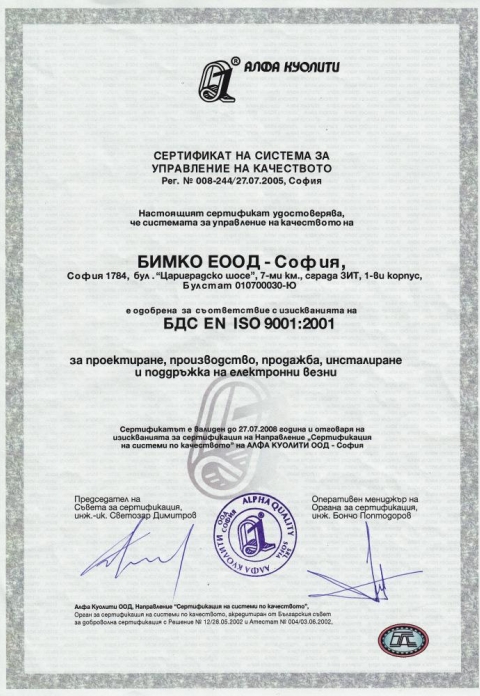 ® АЛФА КУОЛИТИ
СЕРТИФИКАТ НА СИСТЕМА ЗА
УПРАВЛЕНИЕ НА КАЧЕСТВОТО
Рег. № 008-244/27.07.2005, София
Настоящият сертификат удостоверява,
че системата за управление на качеството на
БИМКО ЕООД - София,
София 1784, бул. "Цариградско шосе", 7-ми км., сграда ЗИТ, 1-ви корпус,
Булстат 010700030-Ю
е одобрена за съответствие с изискванията на
БДС EN ISO 9001:2001
за проектиране, производство, продажба, инсталиране
и поддръжка на електронни везни
Сертификатът е валиден до 27.07.2008 година и отговаря на
изискванията за сертификация на Направление „Сертификация
на системи по качеството" на АЛФА КУОЛИТИ ООД - София
Председател на
Съвета за сертификация,
инж.-ик. Светозар Димитров
Оперативен мениджър на
Органа за сертификация,
инж. Бончо Поптодоров
ALPHA QUALITY
SRL
SOFIA
АЛФА КУОЛИТИ
ООД
СОФИЯ
Алфа Куолити ООД, Направление "Сертификация на системи по качеството",
Орган за сертификация на системи по качеството, акредитиран от Българския съвет
за доброволна сертификация с Решение № 12/28.05.2002 и Атестат № 004/03.06.2002,